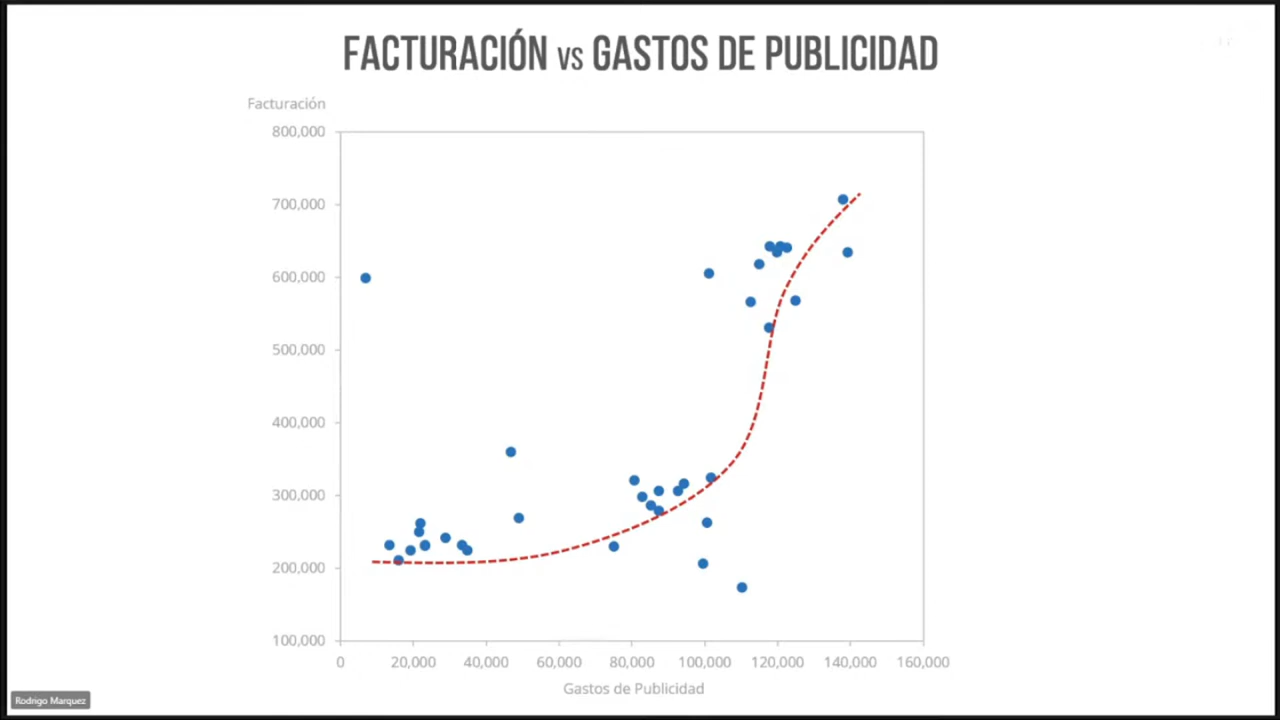 FACTURACIÓN VS GASTOS DE PUBLICIDAD
Facturación
800,000
700,000
600,000
500,000
400,000
300,000
200,000
100,000
0 20,000 40,000 60,000 80,000 100,000 120,000 140,000 160,000
Gastos de Publicidad
Rodrigo Marquez